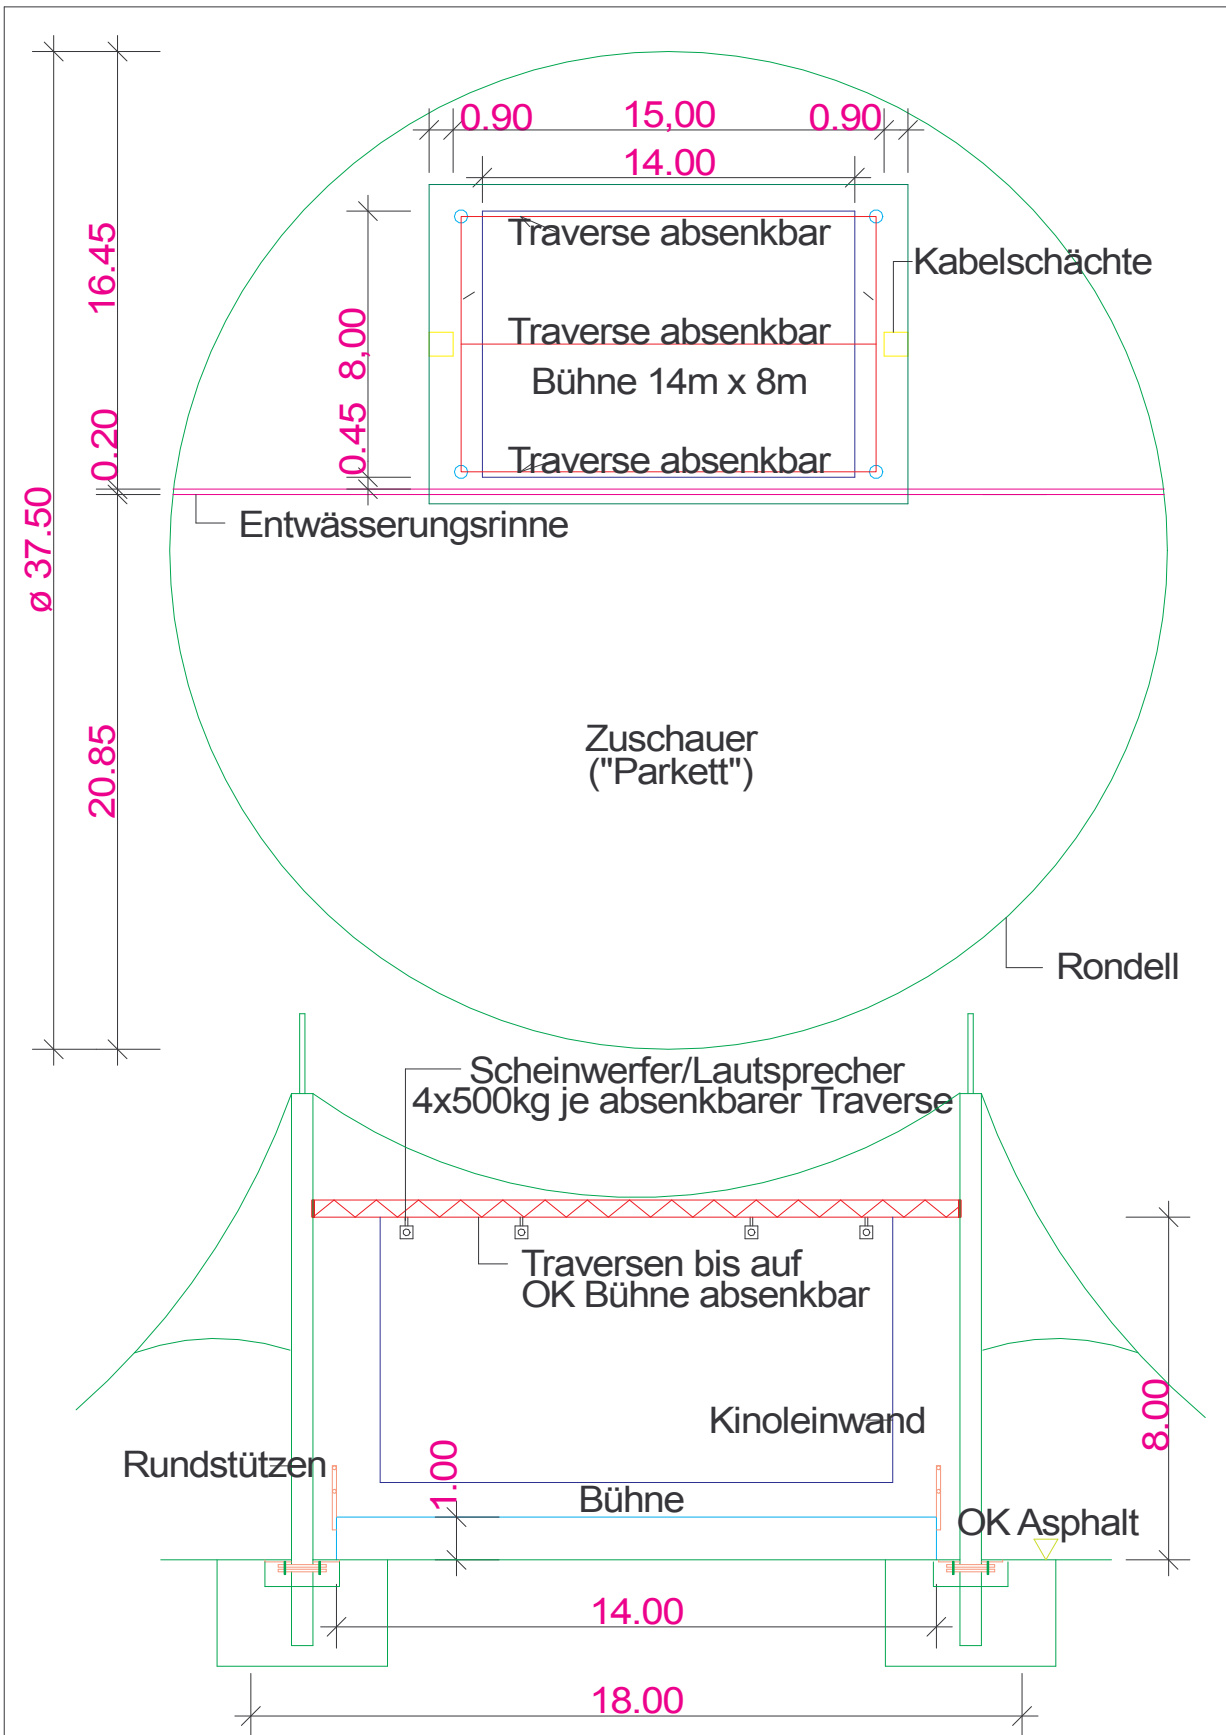 0.90
15,00
0.90
14.00
Traverse absenkbar
Kabelschächte
16.45
8,00
Traverse absenkbar
Bühne 14m x 8m
0.45
0.20
Traverse absenkbar
Entwässerungsrinne
ø 37.50
20.85
Zuschauer
("Parkett")
Rondell
Scheinwerfer/Lautsprecher
4x500kg je absenkbarer Traverse
Traversen bis auf
OK Bühne absenkbar
8.00
Kinoleinwand
Rundstützen
1.00
Bühne
OK Asphalt
14.00
18.00